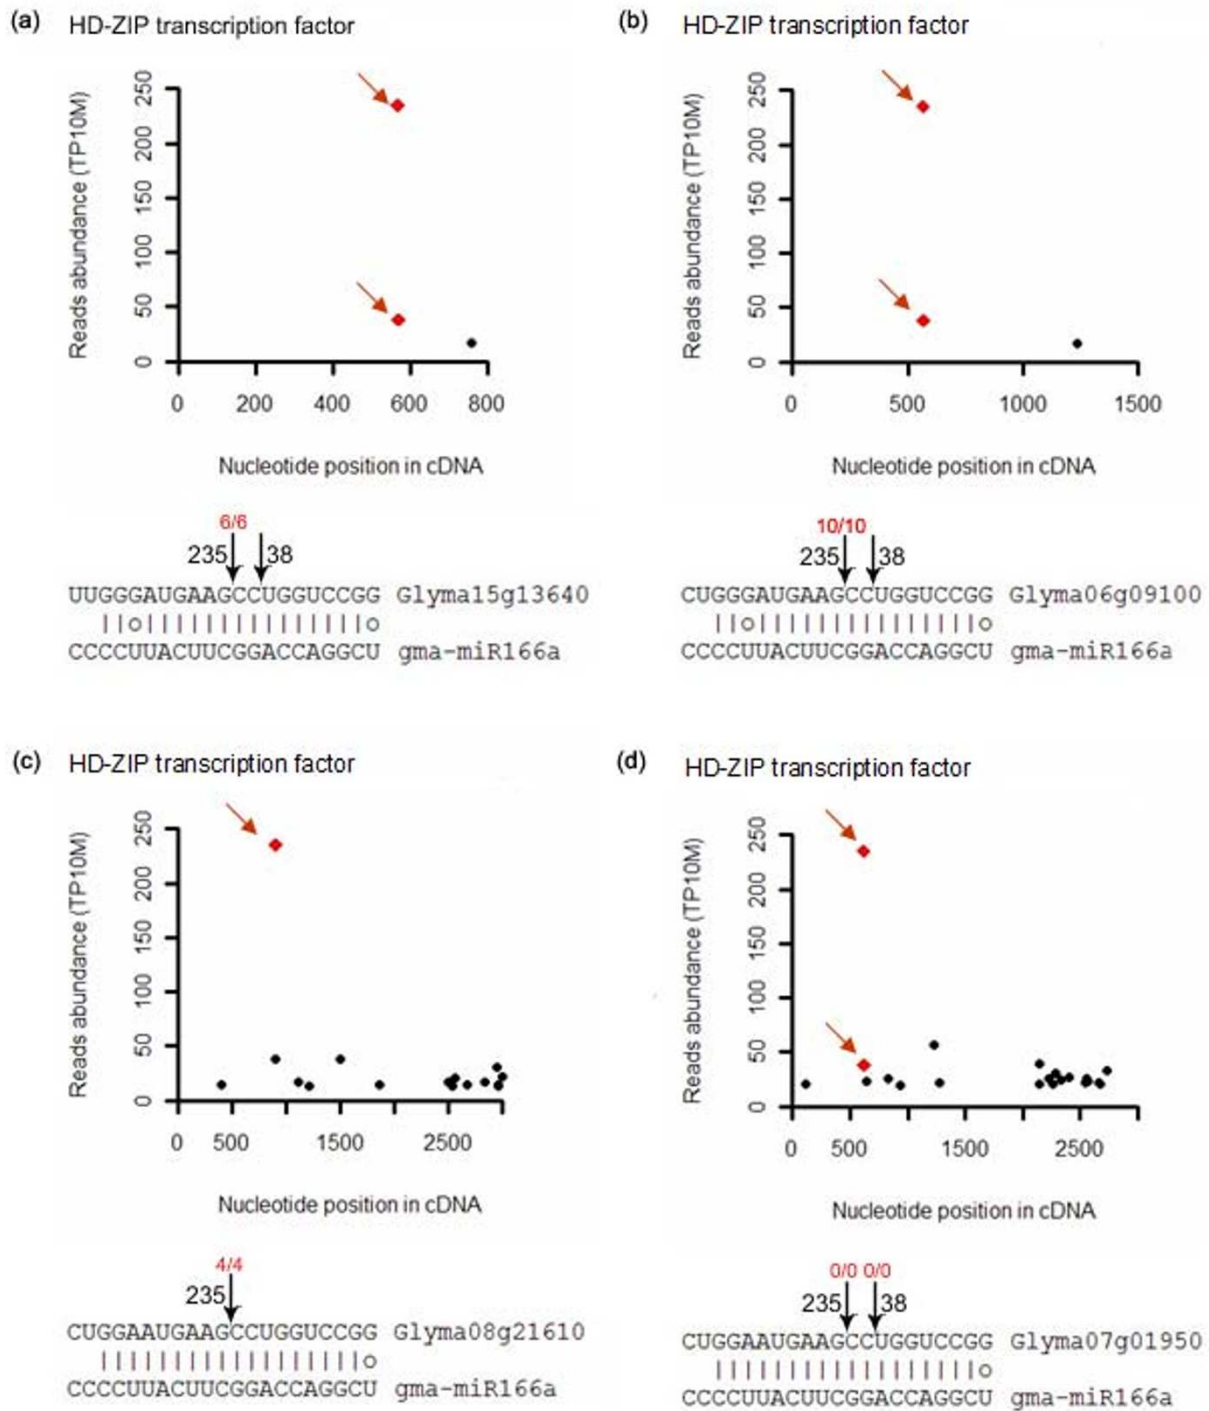 (a) HD-ZIP transcription factor
Reads abundance (TP10M)
250
200
150
100
50
0
0 200 400 600 800
Nucleotide position in cDNA
6/6
235 38
UUGGGAUGAAGCCUGGUCCGG Glyma15g13640
CCCCUUACUUCGGACCAGGCU gma-miR166a
(b) HD-ZIP transcription factor
Reads abundance (TP10M)
250
200
150
100
50
0
0 500 1000 1500
Nucleotide position in cDNA
10/10
235 38
CUGGGAUGAAGCCUGGUCCGG Glyma06g09100
CCCCUUACUUCGGACCAGGCU gma-miR166a
(c) HD-ZIP transcription factor
Reads abundance (TP10M)
250
200
150
100
50
0
0 500 1500 2500
Nucleotide position in cDNA
4/4
235
CUGGAAUGAAGCCUGGUCCGG Glyma08g21610
CCCCUUACUUCGGACCAGGCU gma-miR166a
(d) HD-ZIP transcription factor
Reads abundance (TP10M)
250
200
150
100
50
0
0 500 1500 2500
Nucleotide position in cDNA
0/0 0/0
235 38
CUGGAAUGAAGCCUGGUCCGG Glyma07g01950
CCCCUUACUUCGGACCAGGCU gma-miR166a